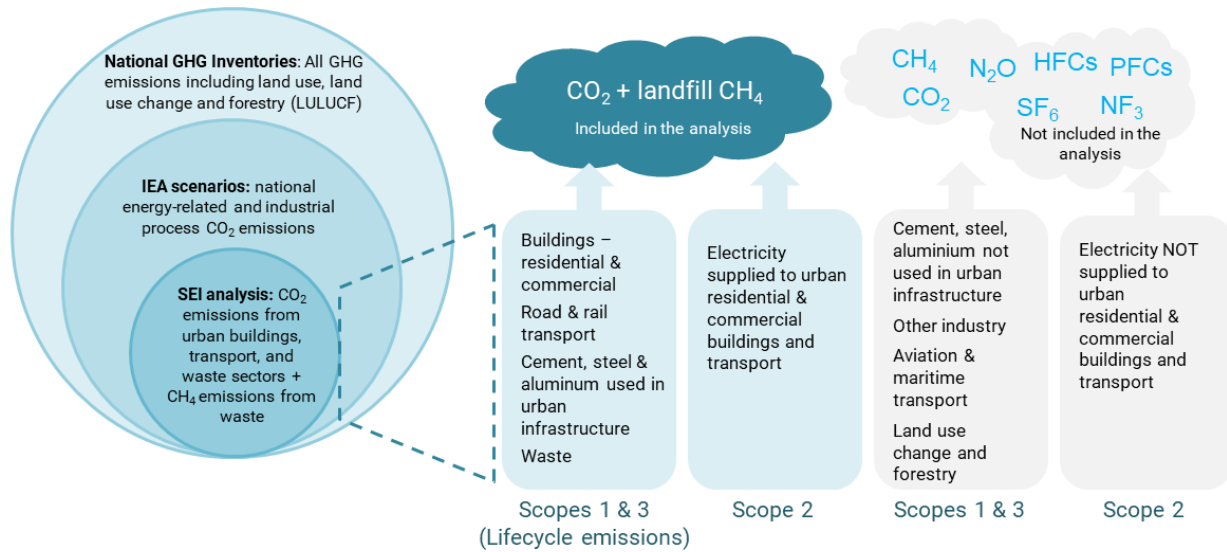 National GHG Inventories: All GHG
emissions including land use, land
use change and forestry (LULUCF)
IEA scenarios: national
energy-related and industrial
process CO₂ emissions
SEI analysis: CO₂
emissions from
urban buildings,
transport, and
waste sectors +
CH₄ emissions from
waste
CO₂ + landfill CH₄
Included in the analysis
Buildings –
residential &
commercial
Road & rail
transport
Cement, steel &
aluminum used in
urban
infrastructure
Waste
Scopes 1 & 3
(Lifecycle emissions)
Electricity
supplied to urban
residential &
commercial
buildings and
transport
Scope 2
CH₄ N₂O HFCs PFCs
CO₂ SF₆ NF₃
Not included in the
analysis
Cement, steel,
aluminium not
used in urban
infrastructure
Other industry
Aviation &
maritime
transport
Land use
change and
forestry
Scopes 1 & 3
Electricity NOT
supplied to
urban
residential &
commercial
buildings and
transport
Scope 2